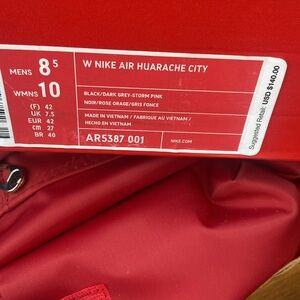 W NIKE AIR HUARACHE CITY
MENS 8.5
WMNS 10
(F) 42
UK 7.5
EUR 42
cm 27
BR 40
BLACK/DARK GREY-STORM PINK
NOIR/ROSE ORAGE/GRIS FONCE
MADE IN VIETNAM / FABRIQUE AU VIETNAM /
HECHO EN VIETNAM
AR5387 001
NIKE.COM
Suggested Retail: USD $140.00